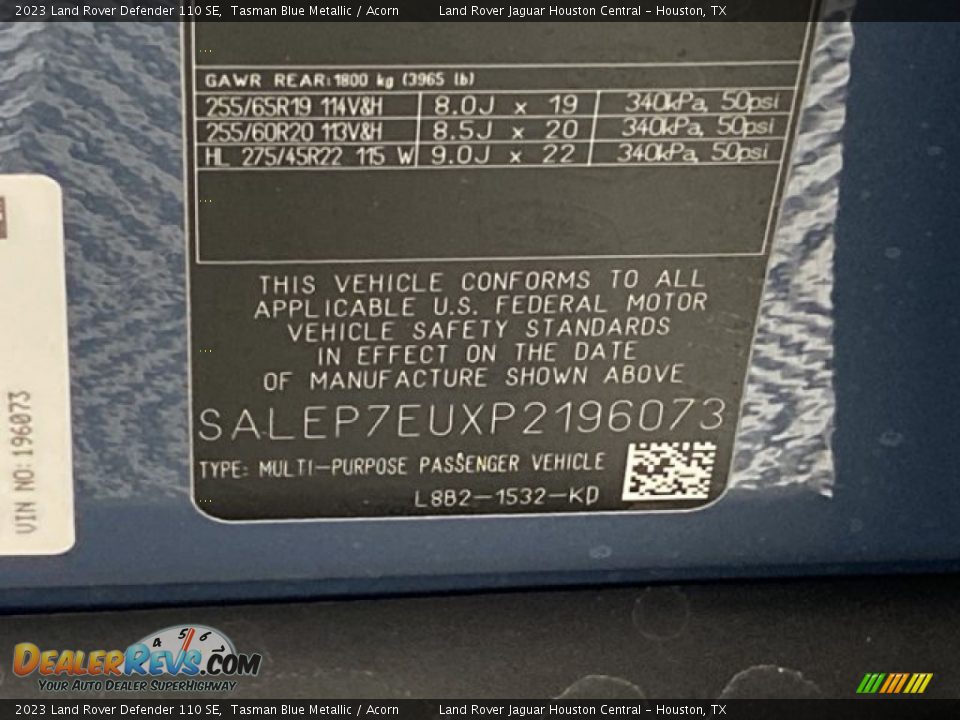 2023 Land Rover Defender 110 SE, Tasman Blue Metallic / Acorn Land Rover Jaguar Houston Central - Houston, TX
GAWR REAR: 1800 kg (3965 lb)
255/65R19 114V&H 8.0J x 19 340kPa, 50psi
255/60R20 113V&H 8.5J x 20 340kPa, 50psi
HL 275/45R22 115 W 9.0J x 22 340kPa, 50psi
THIS VEHICLE CONFORMS TO ALL
APPLICABLE U.S. FEDERAL MOTOR
VEHICLE SAFETY STANDARDS
IN EFFECT ON THE DATE
OF MANUFACTURE SHOWN ABOVE
SALEP7EUXP2196073
TYPE: MULTI-PURPOSE PASSENGER VEHICLE
L8B2-1532-KD
VIN NO: 196073
4 5 6
DEALERREVS.COM
YOUR AUTO DEALER SUPERHIGHWAY
2023 Land Rover Defender 110 SE, Tasman Blue Metallic / Acorn Land Rover Jaguar Houston Central - Houston, TX